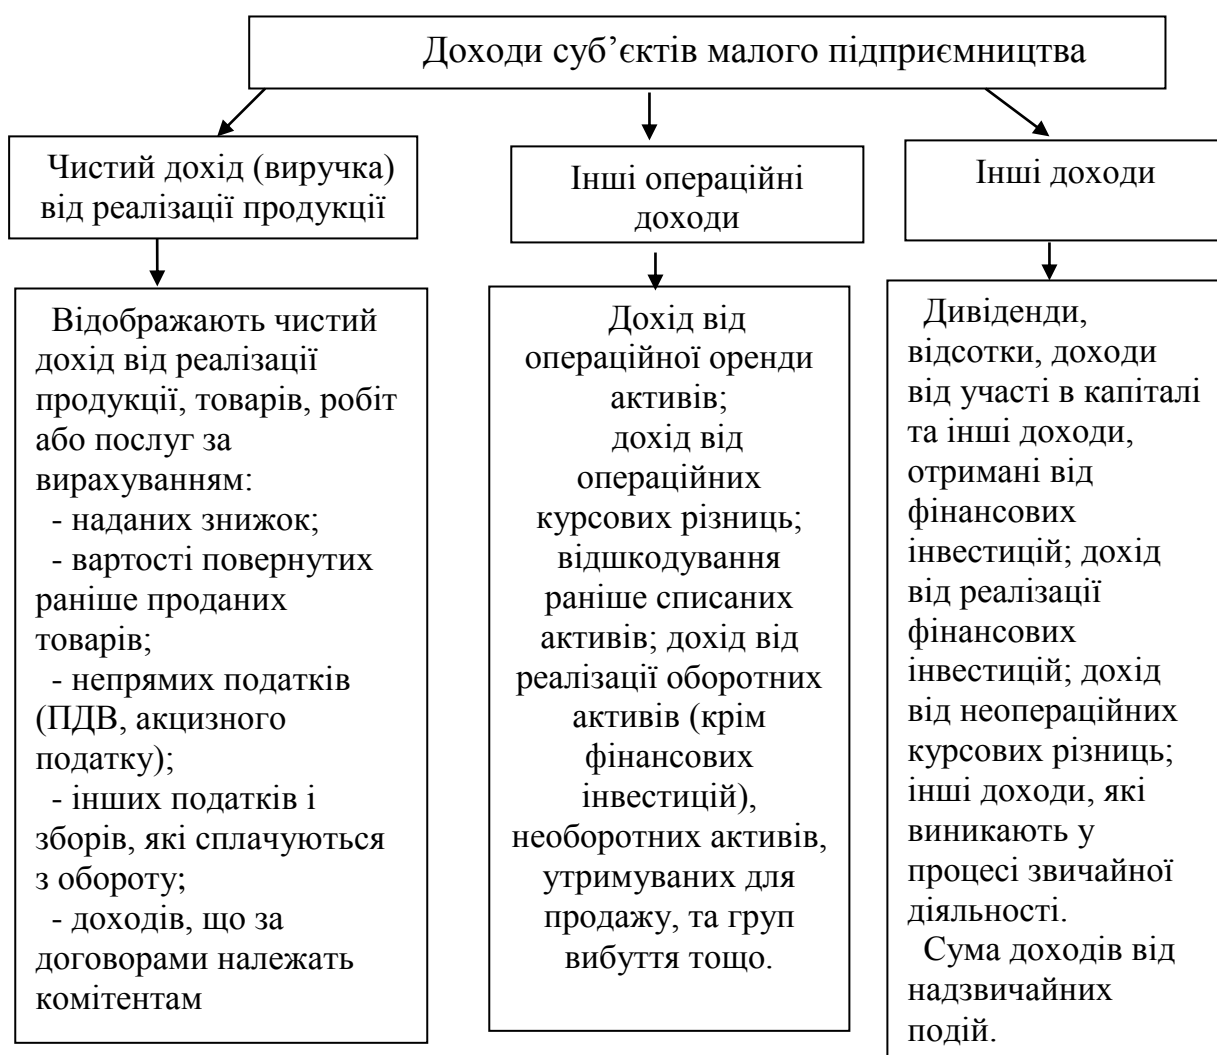 Доходи суб’єктів малого підприємництва
Чистий дохід (виручка)
від реалізації продукції
Інші операційні
доходи
Інші доходи
Відображають чистий
дохід від реалізації
продукції, товарів, робіт
або послуг за
вирахуванням:
- наданих знижок;
- вартості повернутих
раніше проданих
товарів;
- непрямих податків
(ПДВ, акцизного
податку);
- інших податків і
зборів, які сплачуються
з обороту;
- доходів, що за
договорами належать
комітентам
Дохід від
операційної оренди
активів;
дохід від
операційних
курсових різниць;
відшкодування
раніше списаних
активів; дохід від
реалізації оборотних
активів (крім
фінансових
інвестицій),
необоротних активів,
утримуваних для
продажу, та груп
вибуття тощо.
Дивіденди,
відсотки, доходи
від участі в капіталі
та інші доходи,
отримані від
фінансових
інвестицій; дохід
від реалізації
фінансових
інвестицій; дохід
від неопераційних
курсових різниць;
інші доходи, які
виникають у
процесі звичайної
діяльності.
Сума доходів від
надзвичайних
подій.